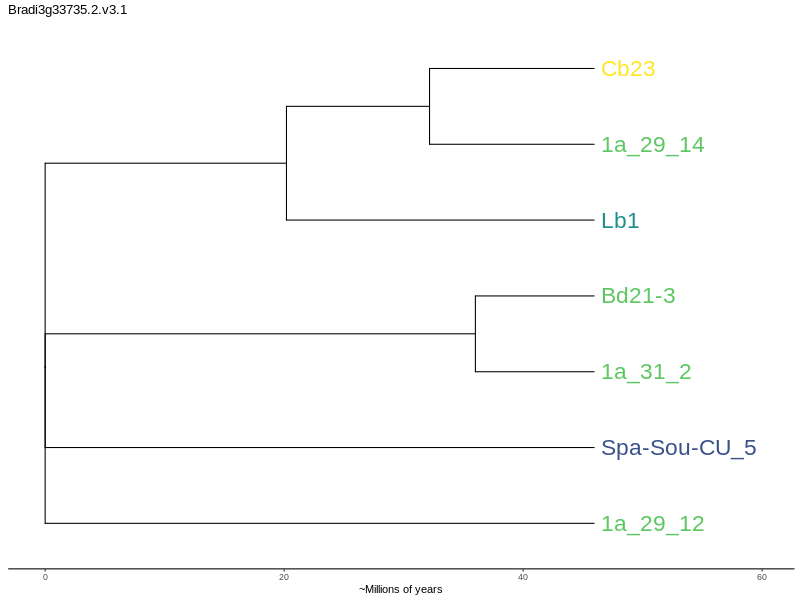 Bradi3g33735.2.v3.1
Cb23
1a_29_14
Lb1
Bd21-3
1a_31_2
Spa-Sou-CU_5
1a_29_12
0 20 40 60
~Millions of years